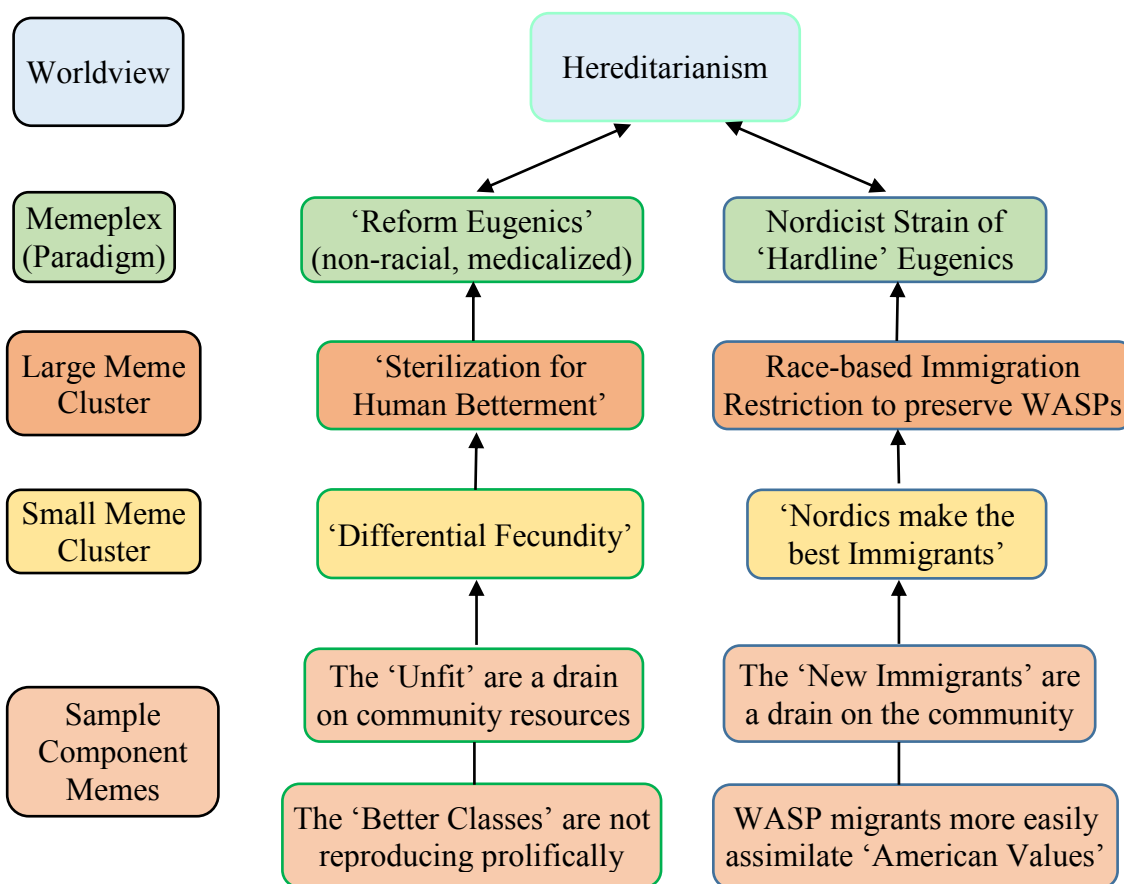 Worldview
Hereditarianism
Memeplex
(Paradigm)
‘Reform Eugenics’
(non-racial, medicalized)
Nordicist Strain of
‘Hardline’ Eugenics
Large Meme
Cluster
‘Sterilization for
Human Betterment’
Race-based Immigration
Restriction to preserve WASPs
Small Meme
Cluster
‘Differential Fecundity’
‘Nordics make the
best Immigrants’
Sample
Component
Memes
The ‘Unfit’ are a drain
on community resources
The ‘New Immigrants’ are
a drain on the community
The ‘Better Classes’ are not
reproducing prolifically
WASP migrants more easily
assimilate ‘American Values’